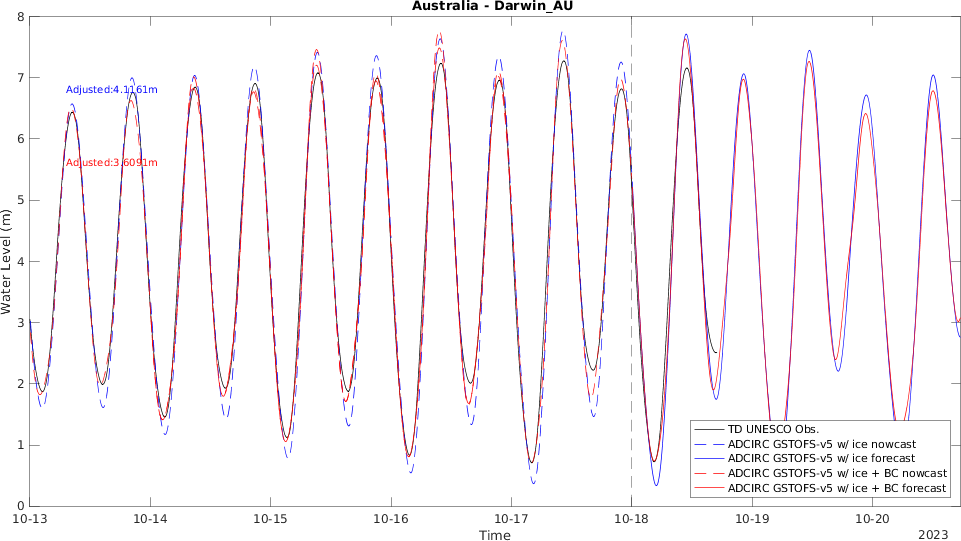 Australia - Darwin_AU
8
7
6
5
4
3
2
1
0
Water Level (m)
Adjusted:4.1161m
Adjusted:3.6091m
TD UNESCO Obs.
ADCIRC GSTOFS-v5 w/ ice nowcast
ADCIRC GSTOFS-v5 w/ ice forecast
ADCIRC GSTOFS-v5 w/ ice + BC nowcast
ADCIRC GSTOFS-v5 w/ ice + BC forecast
10-13 10-14 10-15 10-16 10-17 10-18 10-19 10-20
Time
2023